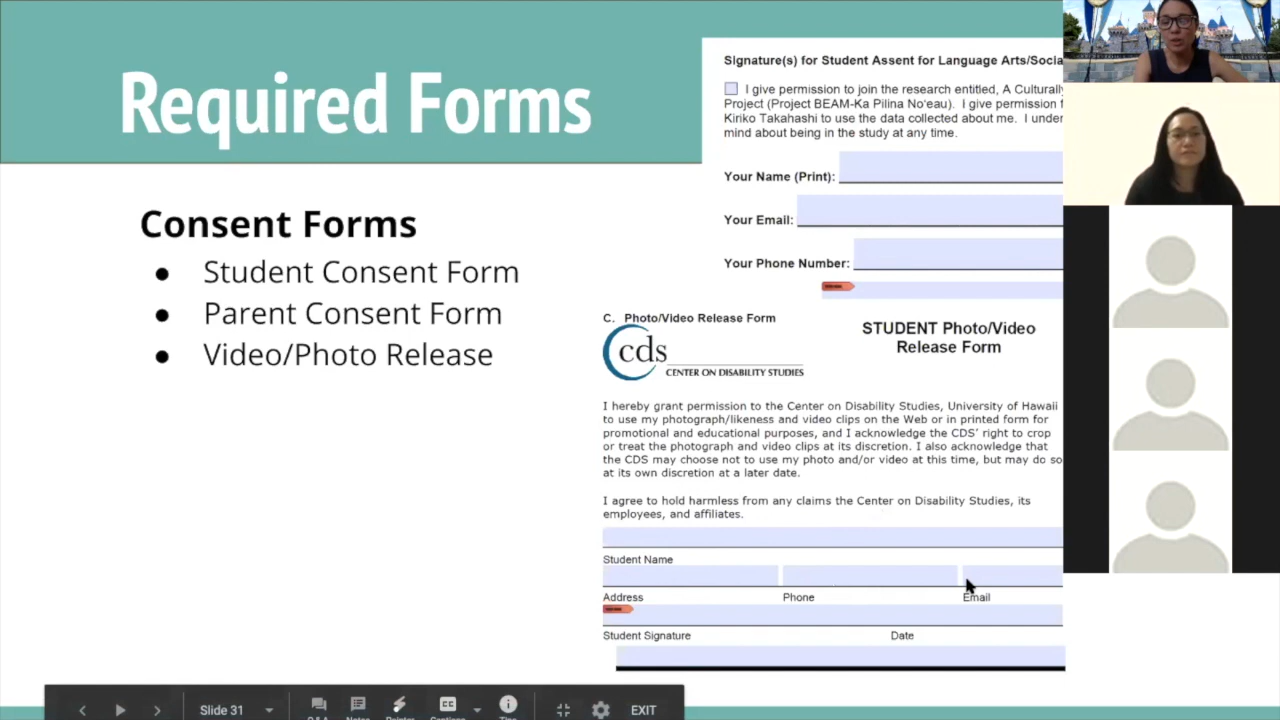 Required Forms
Consent Forms
● Student Consent Form
● Parent Consent Form
● Video/Photo Release
Signature(s) for Student Assent for Language Arts/Socia
I give permission to join the research entitled, A Culturally
Project (Project BEAM-Ka Pilina No'eau). I give permission f
Kiriko Takahashi to use the data collected about me. I under
mind about being in the study at any time.
Your Name (Print):
Your Email:
Your Phone Number:
C. Photo/Video Release Form
cds
CENTER ON DISABILITY STUDIES
STUDENT Photo/Video
Release Form
I hereby grant permission to the Center on Disability Studies, University of Hawaii
to use my photograph/likeness and video clips on the Web or in printed form for
promotional and educational purposes, and I acknowledge the CDS' right to crop
or treat the photograph and video clips at its discretion. I also acknowledge that
the CDS may choose not to use my photo and/or video at this time, but may do so
at its own discretion at a later date.
I agree to hold harmless from any claims the Center on Disability Studies, its
employees, and affiliates.
Student Name
Address Phone Email
Student Signature Date
Slide 31 EXIT